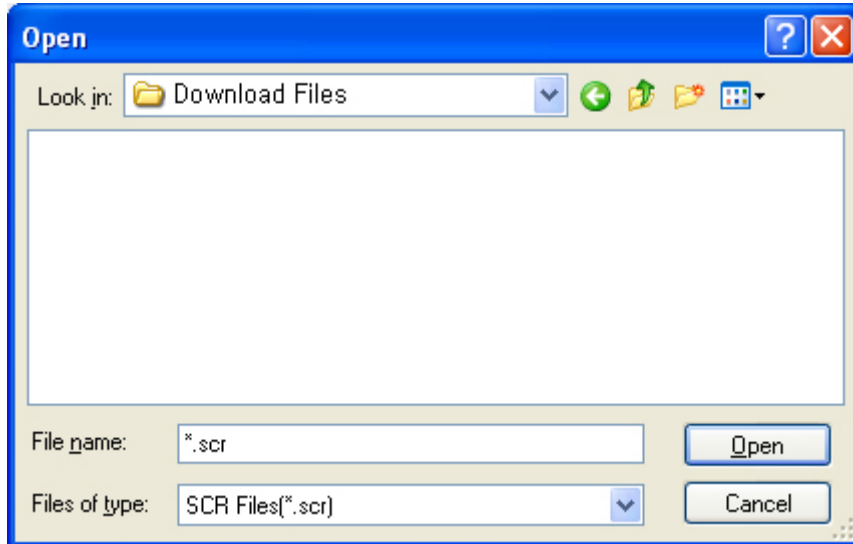 Open
Look in: Download Files
File name: *.scr Open
Files of type: SCR Files(*.scr) Cancel